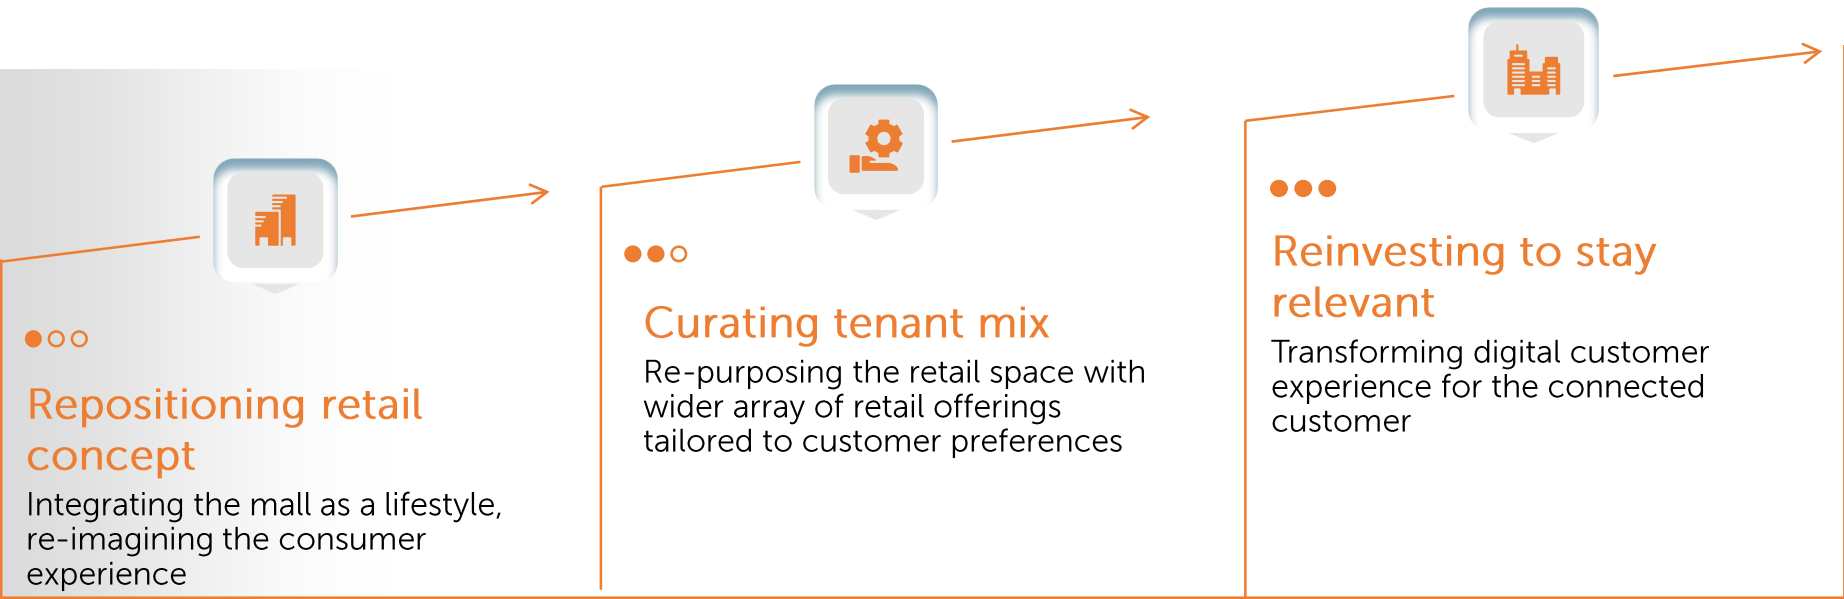 Repositioning retail
concept
Integrating the mall as a lifestyle,
re-imagining the consumer
experience
Curating tenant mix
Re-purposing the retail space with
wider array of retail offerings
tailored to customer preferences
Reinvesting to stay
relevant
Transforming digital customer
experience for the connected
customer